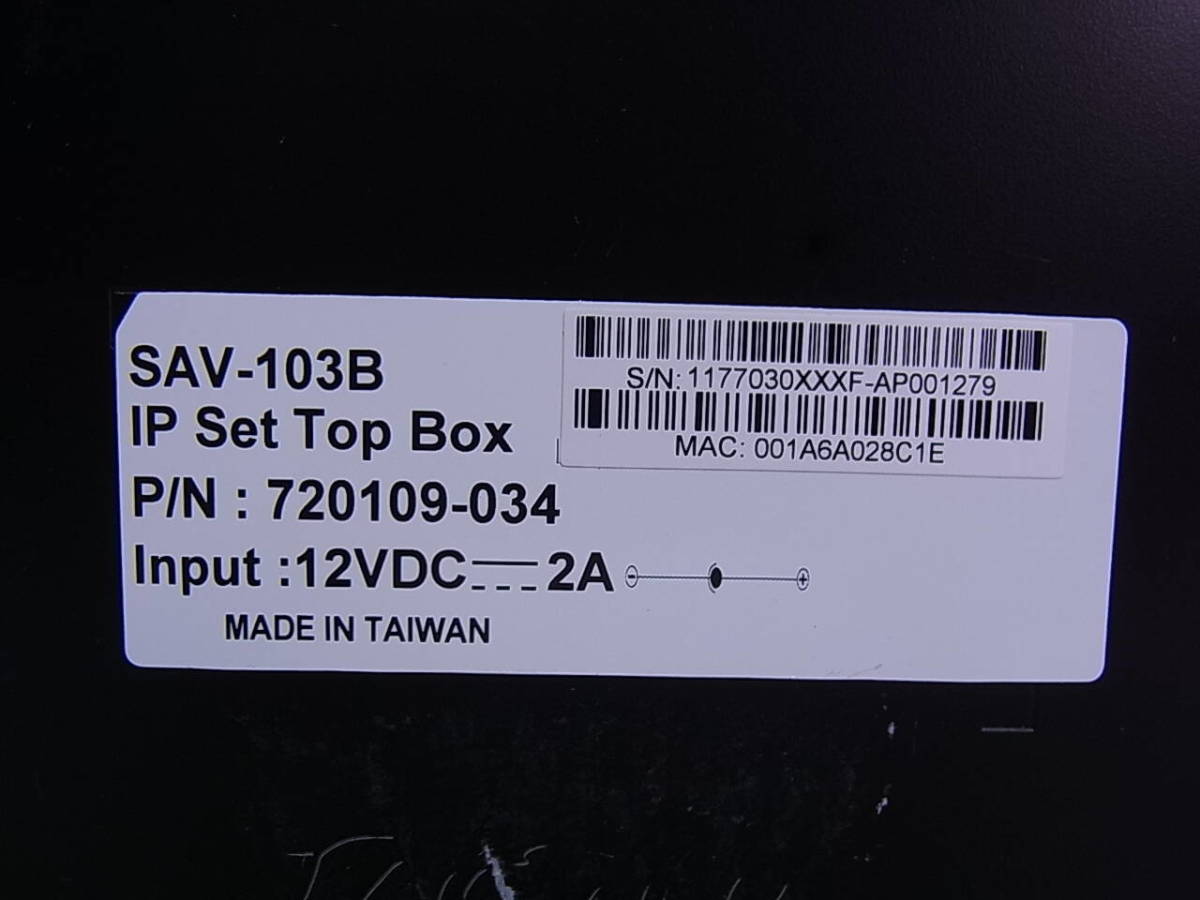 SAV-103B
IP Set Top Box
P/N : 720109-034
Input :12VDC⎓2A
MADE IN TAIWAN
S/N: 1177030XXXF-AP001279
MAC: 001A6A028C1E